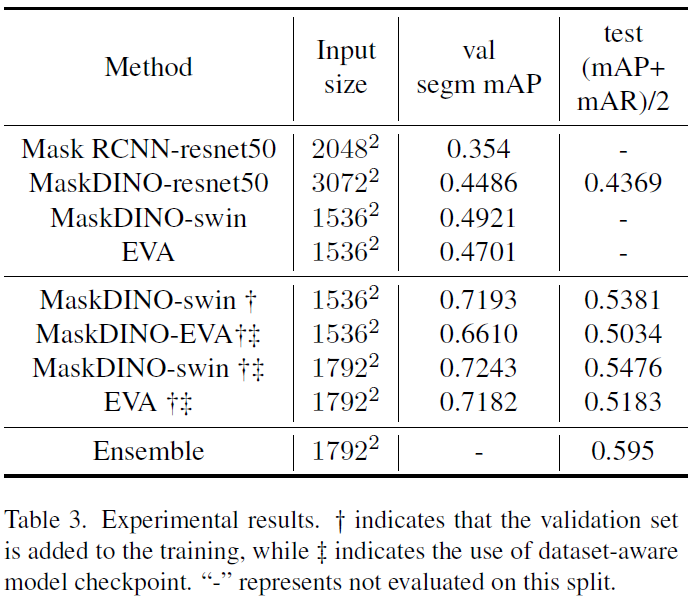 Method Input size val segm mAP test (mAP+ mAR)/2
Mask RCNN-resnet50 2048² 0.354 -
MaskDINO-resnet50 3072² 0.4486 0.4369
MaskDINO-swin 1536² 0.4921 -
EVA 1536² 0.4701 -
MaskDINO-swin † 1536² 0.7193 0.5381
MaskDINO-EVA†‡ 1536² 0.6610 0.5034
MaskDINO-swin †‡ 1792² 0.7243 0.5476
EVA †‡ 1792² 0.7182 0.5183
Ensemble 1792² - 0.595
Table 3. Experimental results. † indicates that the validation set
is added to the training, while ‡ indicates the use of dataset-aware
model checkpoint. “-” represents not evaluated on this split.